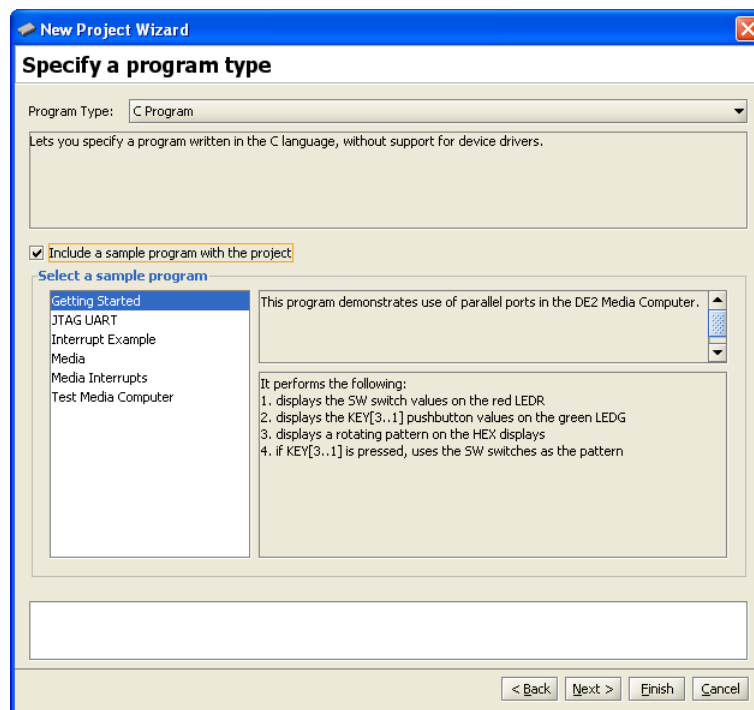 New Project Wizard
Specify a program type
Program Type: C Program
Lets you specify a program written in the C language, without support for device drivers.
Include a sample program with the project
Select a sample program
Getting Started
JTAG UART
Interrupt Example
Media
Media Interrupts
Test Media Computer
This program demonstrates use of parallel ports in the DE2 Media Computer.
It performs the following:
1. displays the SW switch values on the red LEDR
2. displays the KEY[3..1] pushbutton values on the green LEDG
3. displays a rotating pattern on the HEX displays
4. if KEY[3..1] is pressed, uses the SW switches as the pattern
< Back Next > Finish Cancel